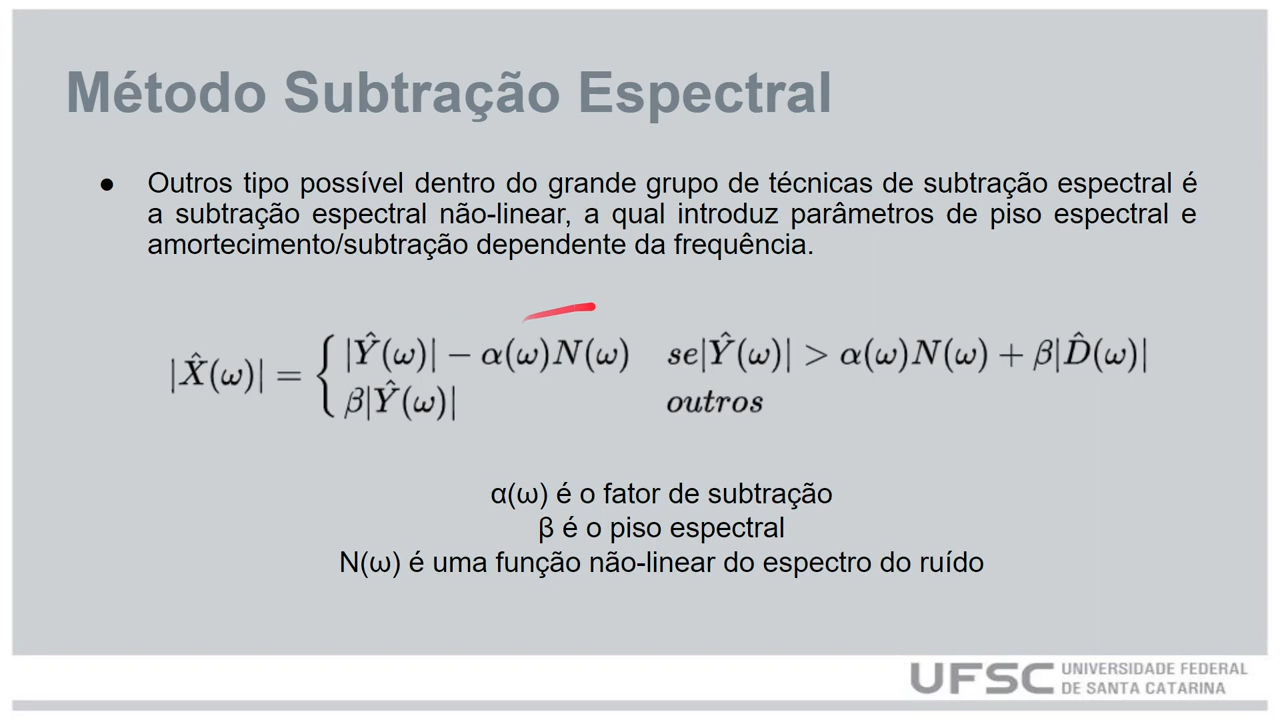 Método Subtração Espectral
● Outros tipo possível dentro do grande grupo de técnicas de subtração espectral é
a subtração espectral não-linear, a qual introduz parâmetros de piso espectral e
amortecimento/subtração dependente da frequência.
|X̂(ω)| = { |Ŷ(ω)| − α(ω)N(ω) se|Ŷ(ω)| > α(ω)N(ω) + β|D̂(ω)|
β|Ŷ(ω)| outros
α(ω) é o fator de subtração
β é o piso espectral
N(ω) é uma função não-linear do espectro do ruído
UFSC UNIVERSIDADE FEDERAL
DE SANTA CATARINA